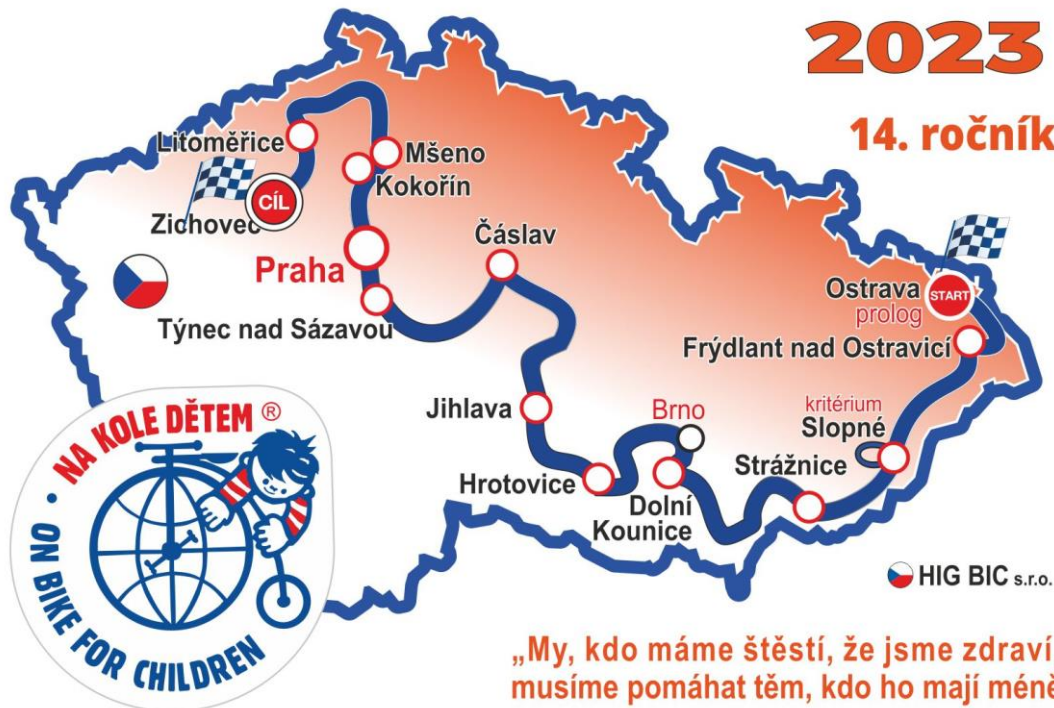 2023
14. ročník
Litoměřice
Mšeno
Kokořín
CÍL
Zichovec
Čáslav
Praha
Ostrava
START
prolog
Týnec nad Sázavou
Frýdlant nad Ostravicí
Jihlava
Brno
kritérium
Slopné
Strážnice
Hrotovice
Dolní
Kounice
NA KOLE DĚTEM ®
ON BIKE FOR CHILDREN
HIG BIC s.r.o.
„My, kdo máme štěstí, že jsme zdraví
musíme pomáhat těm, kdo ho mají méně